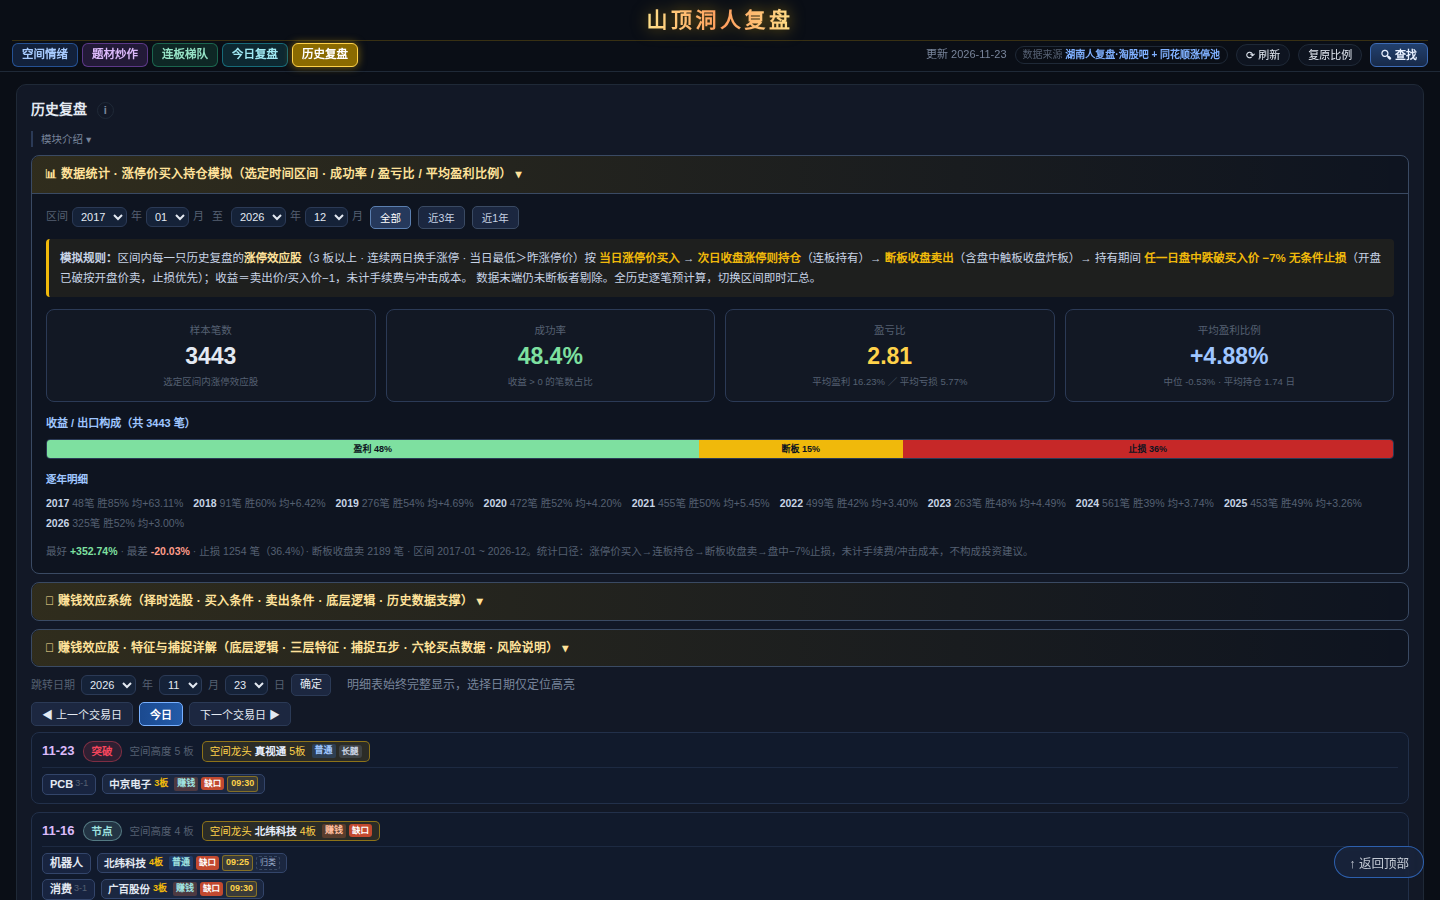 山顶洞人复盘
空间情绪 题材炒作 连板梯队 今日复盘 历史复盘 更新 2026-11-23 数据来源 湖南人复盘·淘股吧 + 同花顺涨停池 ⟳ 刷新 复原比例 🔍 查找
历史复盘 i
模块介绍 ▾
📊 数据统计 · 涨停价买入持仓模拟（选定时间区间 · 成功率 / 盈亏比 / 平均盈利比例） ▼
区间 2017 年 01 月 至 2026 年 12 月 全部 近3年 近1年
模拟规则：区间内每一只历史复盘的涨停效应股（3 板以上 · 连续两日换手涨停 · 当日最低＞昨涨停价）按 当日涨停价买入 → 次日收盘涨停则持仓（连板持有）→ 断板收盘卖出（含盘中触板收盘炸板）→ 持有期间 任一日盘中跌破买入价 −7% 无条件止损（开盘
已破按开盘价卖，止损优先）；收益＝卖出价/买入价−1，未计手续费与冲击成本。 数据末端仍未断板者剔除。全历史逐笔预计算，切换区间即时汇总。
样本笔数 成功率 盈亏比 平均盈利比例
3443 48.4% 2.81 +4.88%
选定区间内涨停效应股 收益 > 0 的笔数占比 平均盈利 16.23% ／ 平均亏损 5.77% 中位 -0.53% · 平均持仓 1.74 日
收益 / 出口构成（共 3443 笔）
盈利 48% 断板 15% 止损 36%
逐年明细
2017 48笔 胜85% 均+63.11% 2018 91笔 胜60% 均+6.42% 2019 276笔 胜54% 均+4.69% 2020 472笔 胜52% 均+4.20% 2021 455笔 胜50% 均+5.45% 2022 499笔 胜42% 均+3.40% 2023 263笔 胜48% 均+4.49% 2024 561笔 胜39% 均+3.74% 2025 453笔 胜49% 均+3.26%
2026 325笔 胜52% 均+3.00%
最好 +352.74% · 最差 -20.03% · 止损 1254 笔（36.4%）· 断板收盘卖 2189 笔 · 区间 2017-01 ~ 2026-12。统计口径：涨停价买入→连板持仓→断板收盘卖→盘中−7%止损，未计手续费/冲击成本，不构成投资建议。
赚钱效应系统（择时选股 · 买入条件 · 卖出条件 · 底层逻辑 · 历史数据支撑） ▼
赚钱效应股 · 特征与捕捉详解（底层逻辑 · 三层特征 · 捕捉五步 · 六轮买点数据 · 风险说明） ▼
跳转日期 2026 年 11 月 23 日 确定 明细表始终完整显示，选择日期仅定位高亮
◀ 上一个交易日 今日 下一个交易日 ▶
11-23 突破 空间高度 5 板 空间龙头 真视通 5板 普通 长腿
PCB 3-1 中京电子 3板 赚钱 缺口 09:30
11-16 节点 空间高度 4 板 空间龙头 北纬科技 4板 赚钱 缺口
机器人 北纬科技 4板 普通 缺口 09:25 归类
↑ 返回顶部
消费 3-1 广百股份 3板 赚钱 缺口 09:30